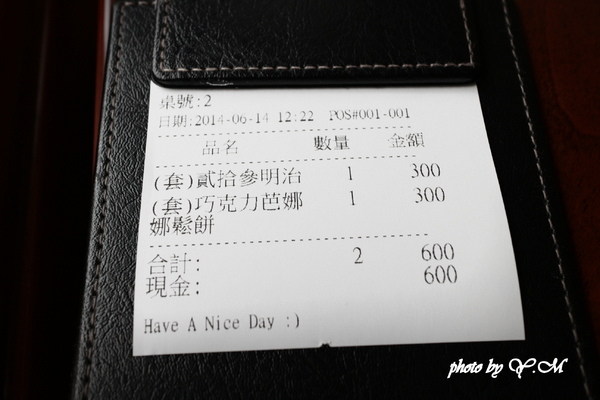 桌號:2
日期:2014-06-14 12:22 POS#001-001
品名 數量 金額
(套)貳拾參明治 1 300
(套)巧克力芭娜 1 300
娜鬆餅
合計: 2 600
現金: 600
Have A Nice Day :)
photo by Y.M